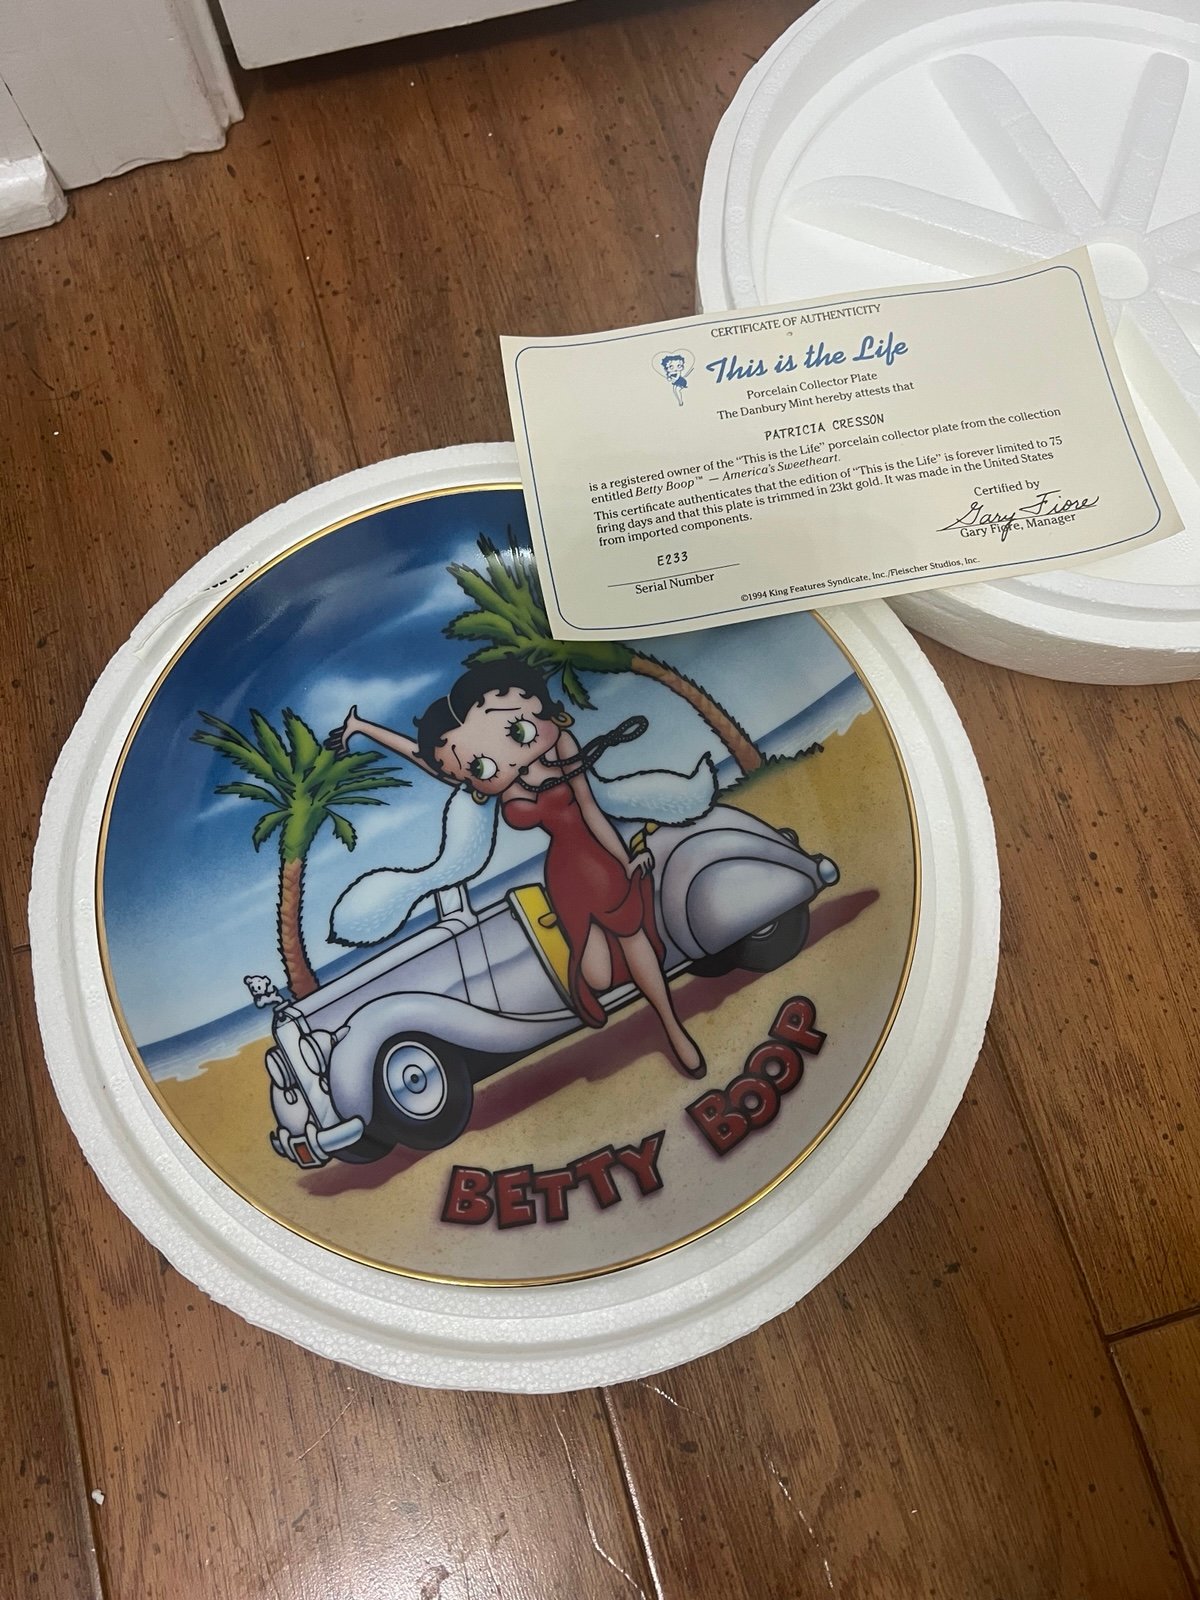 CERTIFICATE OF AUTHENTICITY
This is the Life
Porcelain Collector Plate
The Danbury Mint hereby attests that
PATRICIA CRESSON
is a registered owner of the "This is the Life" porcelain collector plate from the collection
entitled Betty Boop™ — America's Sweetheart.
This certificate authenticates that the edition of "This is the Life" is forever limited to 75
firing days and that this plate is trimmed in 23kt gold. It was made in the United States
from imported components.
Certified by
Gary Fiore
Gary Fiore, Manager
E233
Serial Number
©1994 King Features Syndicate, Inc./Fleischer Studios, Inc.
BETTY BOOP